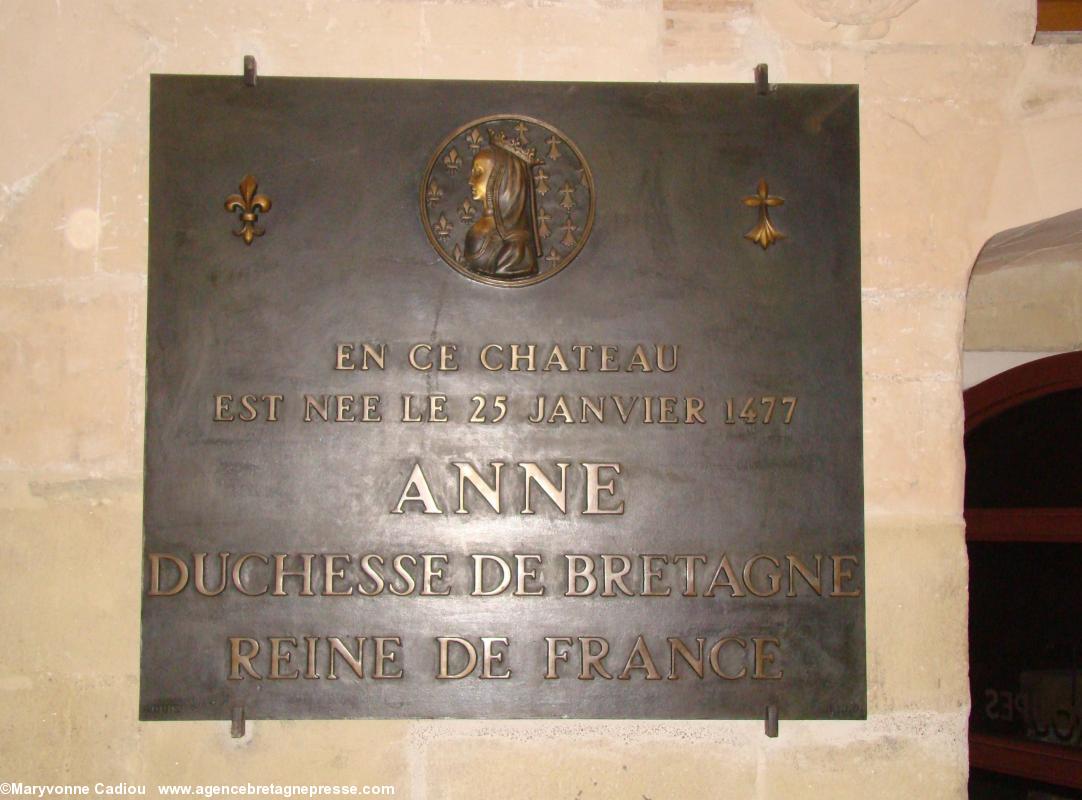 EN CE CHATEAU
EST NEE LE 25 JANVIER 1477
ANNE
DUCHESSE DE BRETAGNE
REINE DE FRANCE
©Maryvonne Cadiou www.agencebretagnepresse.com